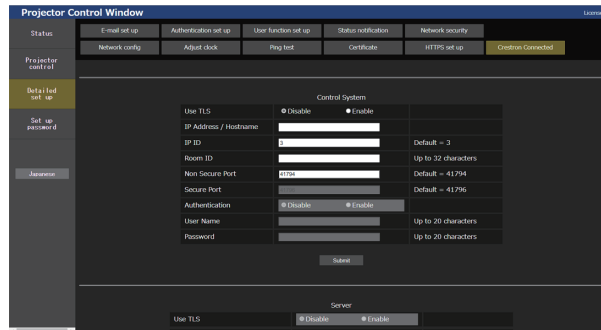 Projector Control Window
Licens
Status
E-mail set up
Authentication set up
User function set up
Status notification
Network security
Network config
Adjust clock
Ping test
Certificate
HTTPS set up
Crestron Connected
Projector
control
Detailed
set up
Set up
password
Japanese
Control System
Use TLS Disable Enable
IP Address / Hostname
IP ID 3 Default = 3
Room ID Up to 32 characters
Non Secure Port 41794 Default = 41794
Secure Port Default = 41796
Authentication Disable Enable
User Name Up to 20 characters
Password Up to 20 characters
Submit
Server
Use TLS Disable Enable